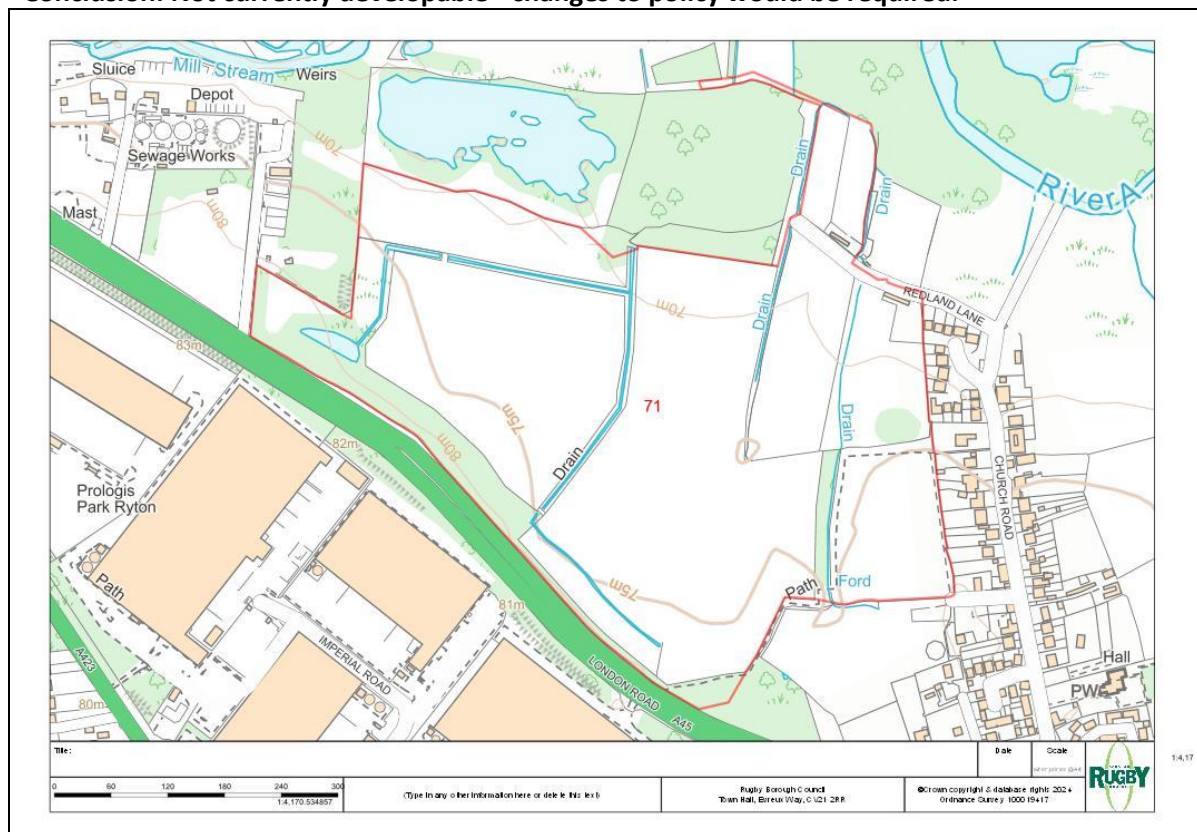 Conclusion: Not currently developable - changes to policy would be required.
Sluice
Mill Stream
Weirs
Depot
Sewage Works
Mast
70m
80m
83m
82m
81m
80m
75m
80m
70m
75m
Drain
Drain
Drain
Drain
Drain
71
River A
REDLAND LANE
CHURCH ROAD
Path
Ford
Hall
PW
Prologis
Park Ryton
Path
IMPERIAL ROAD
A423
LONDON ROAD
A45
Title:
Date
Scale
0 60 120 180 240 300
1:4,170.534857
(Type in any other information here or delete this text)
Rugby Borough Council
Town Hall, Evreux Way, CV21 2RR
©Crown copyright & database rights 2024
Ordnance Survey 100019417
RUGBY
1:4,17